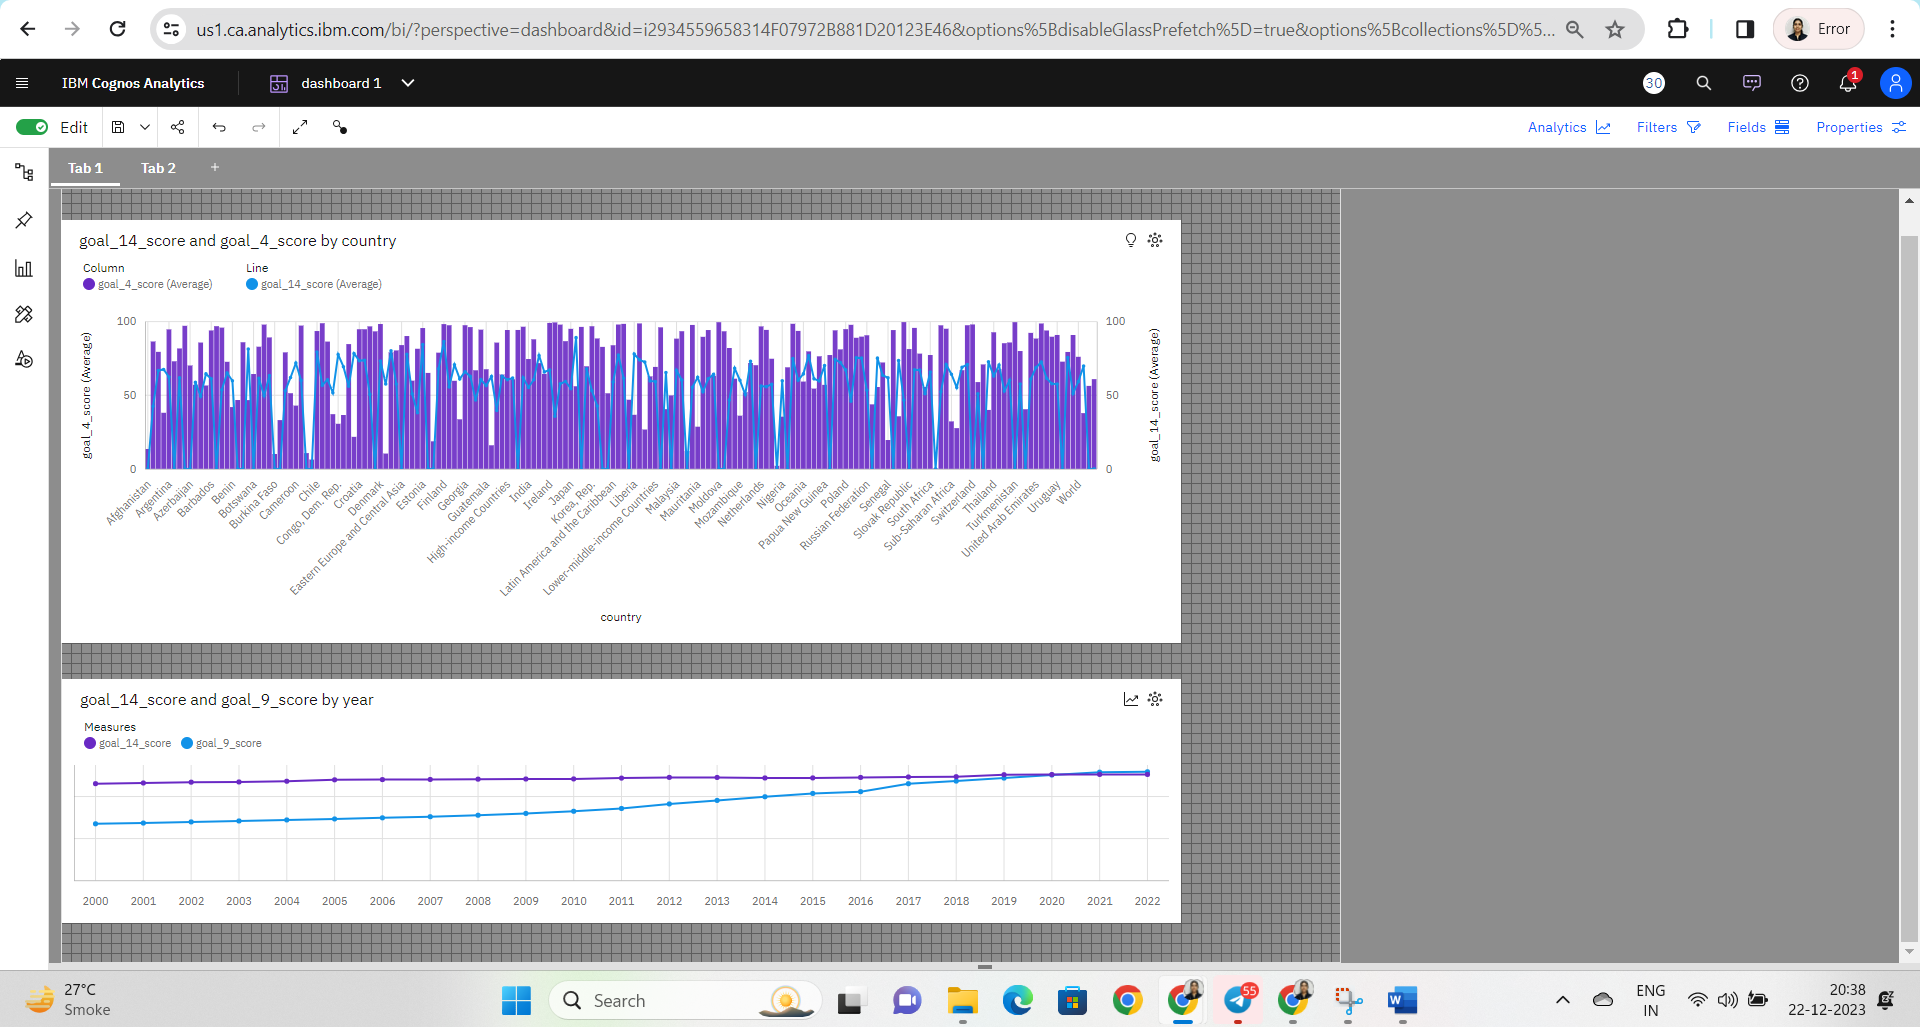 us1.ca.analytics.ibm.com/bi/?perspective=dashboard&id=i2934559658314F07972B881D20123E46&options%5BdisableGlassPrefetch%5D=true&options%5Bcollections%5D%5...
Error
IBM Cognos Analytics
dashboard 1
30
1
Edit
Analytics
Filters
Fields
Properties
Tab 1
Tab 2
+
goal_14_score and goal_4_score by country
Column
Line
goal_4_score (Average)
goal_14_score (Average)
goal_4_score (Average)
100
50
0
100
50
0
goal_14_score (Average)
Afghanistan
Argentina
Azerbaijan
Barbados
Benin
Botswana
Burkina Faso
Cameroon
Chile
Congo, Dem. Rep.
Croatia
Denmark
Eastern Europe and Central Asia
Estonia
Finland
Georgia
Guatemala
High-income Countries
India
Ireland
Japan
Korea, Rep.
Latin America and the Caribbean
Liberia
Lower-middle-income Countries
Malaysia
Mauritania
Moldova
Mozambique
Netherlands
Nigeria
Oceania
Papua New Guinea
Poland
Russian Federation
Senegal
Slovak Republic
South Africa
Sub-Saharan Africa
Switzerland
Thailand
Turkmenistan
United Arab Emirates
Uruguay
World
country
goal_14_score and goal_9_score by year
Measures
goal_14_score
goal_9_score
2000 2001 2002 2003 2004 2005 2006 2007 2008 2009 2010 2011 2012 2013 2014 2015 2016 2017 2018 2019 2020 2021 2022
27°C
Smoke
Search
55
ENG
IN
20:38
22-12-2023